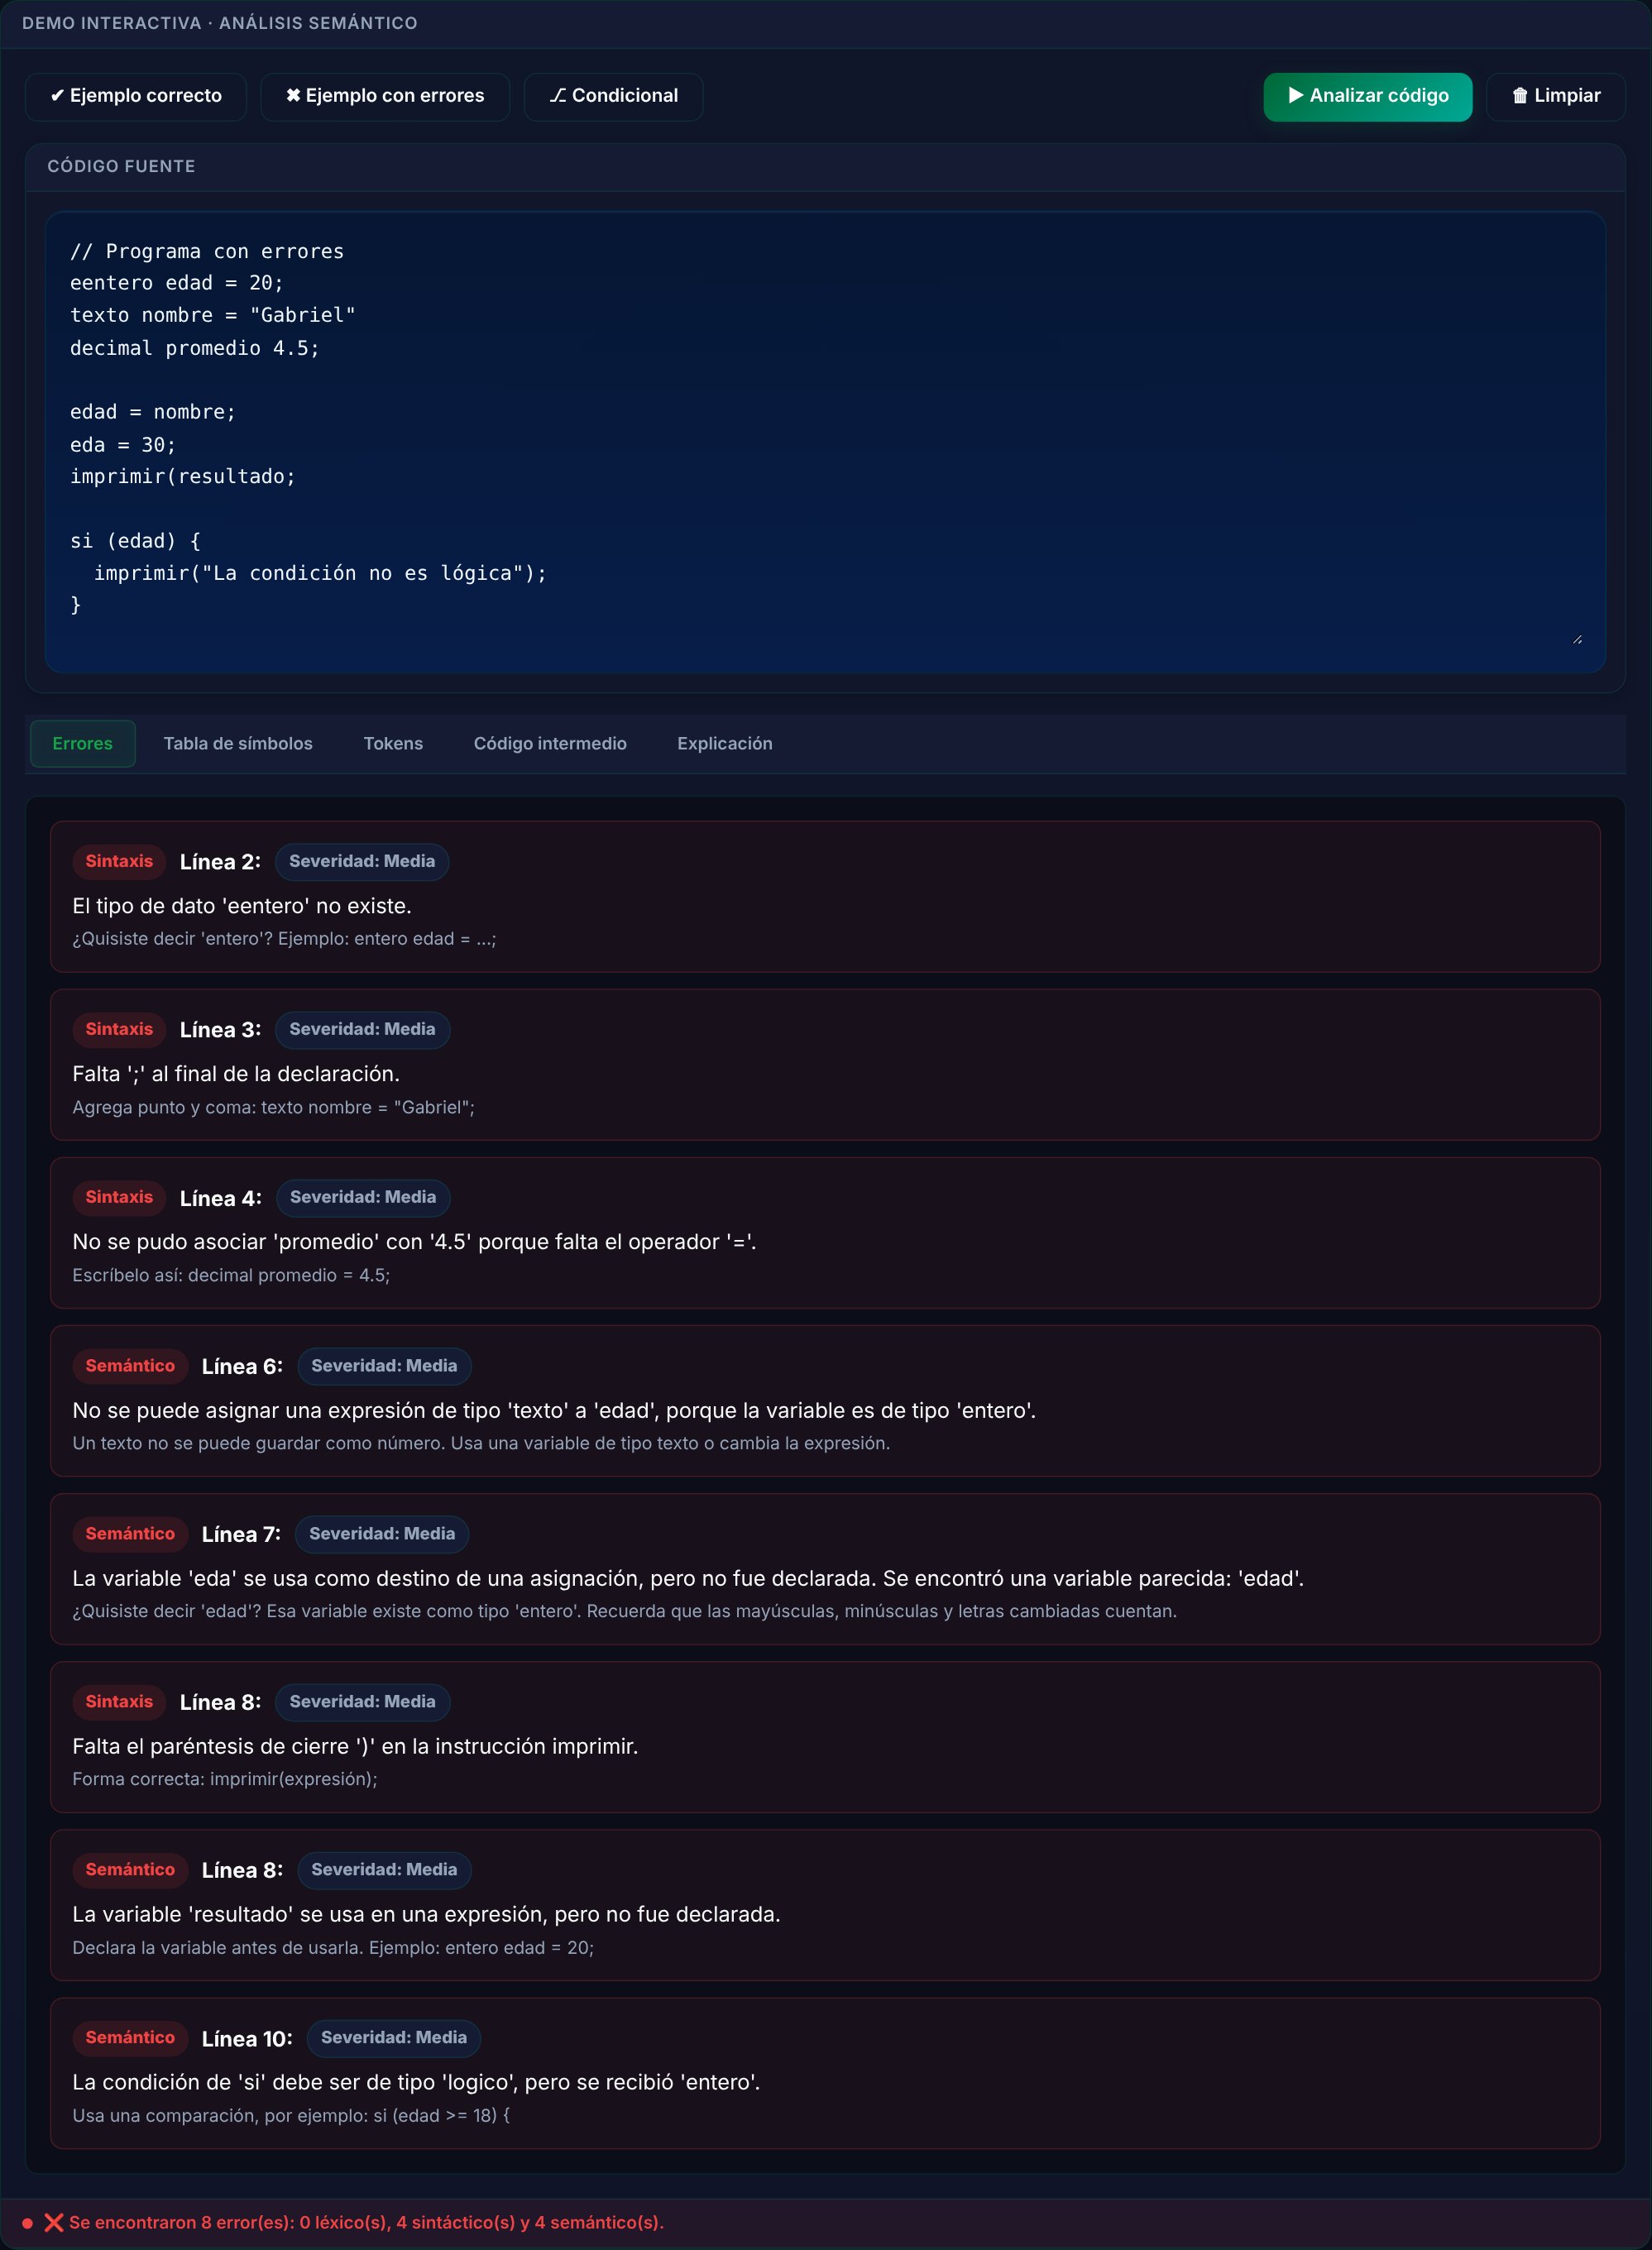 DEMO INTERACTIVA · ANÁLISIS SEMÁNTICO
✔ Ejemplo correcto
✖ Ejemplo con errores
⎇ Condicional
▶ Analizar código
🗑 Limpiar
CÓDIGO FUENTE
// Programa con errores
eentero edad = 20;
texto nombre = "Gabriel"
decimal promedio 4.5;
edad = nombre;
eda = 30;
imprimir(resultado;
si (edad) {
  imprimir("La condición no es lógica");
}
Errores
Tabla de símbolos
Tokens
Código intermedio
Explicación
Sintaxis Línea 2: Severidad: Media
El tipo de dato 'eentero' no existe.
¿Quisiste decir 'entero'? Ejemplo: entero edad = ...;
Sintaxis Línea 3: Severidad: Media
Falta ';' al final de la declaración.
Agrega punto y coma: texto nombre = "Gabriel";
Sintaxis Línea 4: Severidad: Media
No se pudo asociar 'promedio' con '4.5' porque falta el operador '='.
Escríbelo así: decimal promedio = 4.5;
Semántico Línea 6: Severidad: Media
No se puede asignar una expresión de tipo 'texto' a 'edad', porque la variable es de tipo 'entero'.
Un texto no se puede guardar como número. Usa una variable de tipo texto o cambia la expresión.
Semántico Línea 7: Severidad: Media
La variable 'eda' se usa como destino de una asignación, pero no fue declarada. Se encontró una variable parecida: 'edad'.
¿Quisiste decir 'edad'? Esa variable existe como tipo 'entero'. Recuerda que las mayúsculas, minúsculas y letras cambiadas cuentan.
Sintaxis Línea 8: Severidad: Media
Falta el paréntesis de cierre ')' en la instrucción imprimir.
Forma correcta: imprimir(expresión);
Semántico Línea 8: Severidad: Media
La variable 'resultado' se usa en una expresión, pero no fue declarada.
Declara la variable antes de usarla. Ejemplo: entero edad = 20;
Semántico Línea 10: Severidad: Media
La condición de 'si' debe ser de tipo 'logico', pero se recibió 'entero'.
Usa una comparación, por ejemplo: si (edad >= 18) {
❌ Se encontraron 8 error(es): 0 léxico(s), 4 sintáctico(s) y 4 semántico(s).